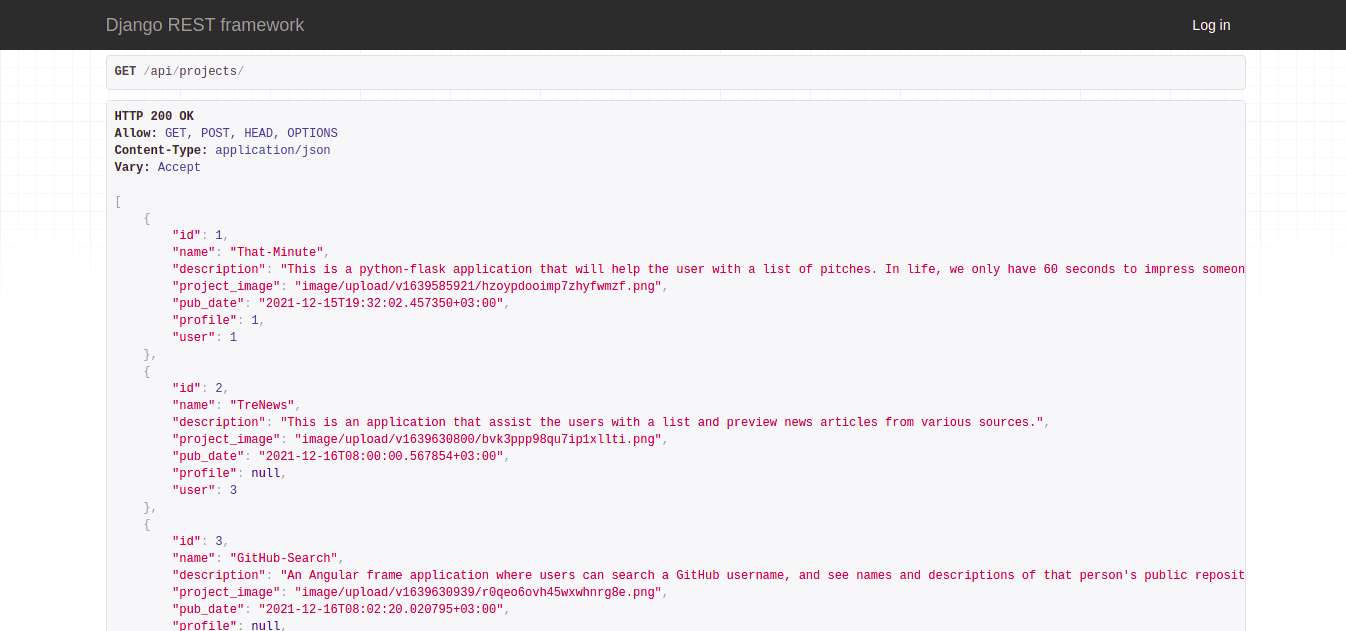 Django REST framework
Log in
GET /api/projects/
HTTP 200 OK
Allow: GET, POST, HEAD, OPTIONS
Content-Type: application/json
Vary: Accept
[
{
"id": 1,
"name": "That-Minute",
"description": "This is a python-flask application that will help the user with a list of pitches. In life, we only have 60 seconds to impress someon
"project_image": "image/upload/v1639585921/hzoypdooimp7zhyfwmzf.png",
"pub_date": "2021-12-15T19:32:02.457350+03:00",
"profile": 1,
"user": 1
},
{
"id": 2,
"name": "TreNews",
"description": "This is an application that assist the users with a list and preview news articles from various sources.",
"project_image": "image/upload/v1639630800/bvk3ppp98qu7ip1xllti.png",
"pub_date": "2021-12-16T08:00:00.567854+03:00",
"profile": null,
"user": 3
},
{
"id": 3,
"name": "GitHub-Search",
"description": "An Angular frame application where users can search a GitHub username, and see names and descriptions of that person's public reposit
"project_image": "image/upload/v1639630939/r0qeo6ovh45wxwhnrg8e.png",
"pub_date": "2021-12-16T08:02:20.020795+03:00",
"profile": null,